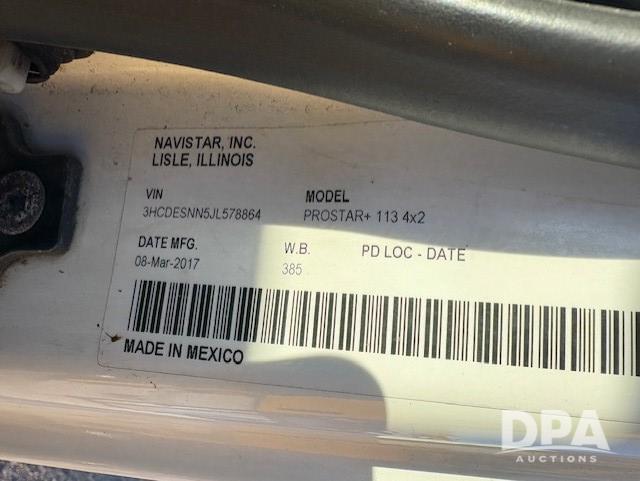 NAVISTAR, INC.
LISLE, ILLINOIS
VIN MODEL
3HCDESNN5JL578864 PROSTAR+ 113 4x2
DATE MFG. W.B. PD LOC - DATE
08-Mar-2017 385
MADE IN MEXICO
DPA
AUCTIONS